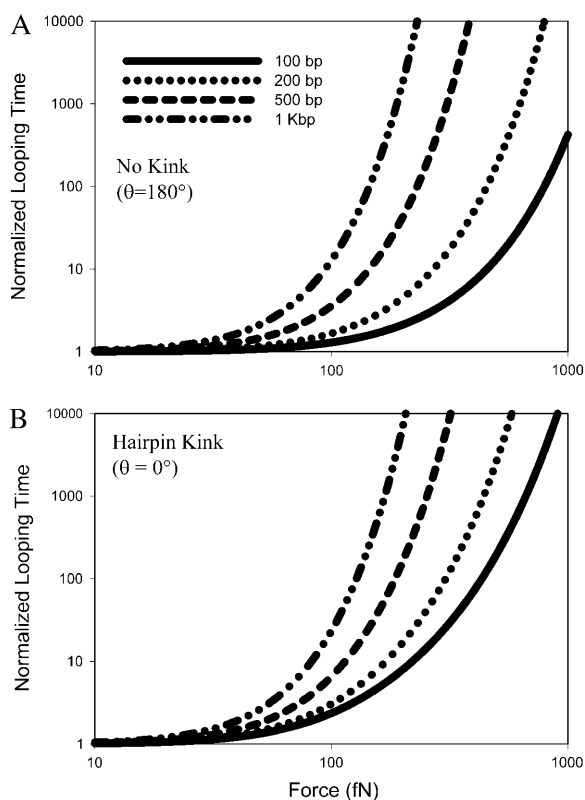 A
10000
1000
100
10
1
Normalized Looping Time
100 bp
200 bp
500 bp
1 Kbp
No Kink
(θ=180°)
10
100
1000
B
10000
1000
100
10
1
Normalized Looping Time
Hairpin Kink
(θ = 0°)
10
100
1000
Force (fN)